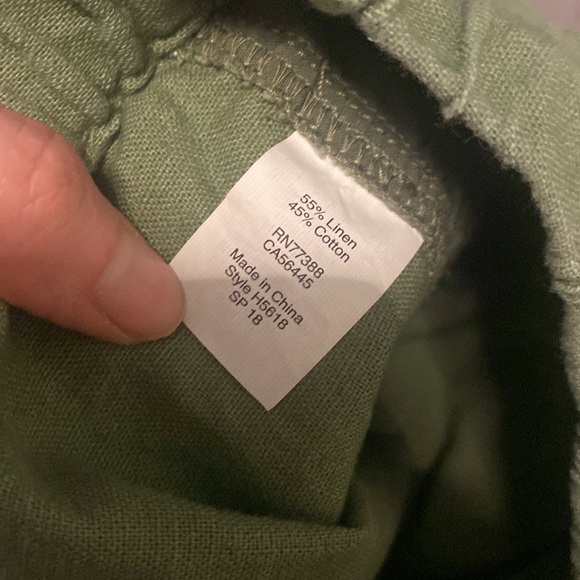 55% Linen
45% Cotton
RN77388
CA56445
Made in China
Style H5618
SP 18